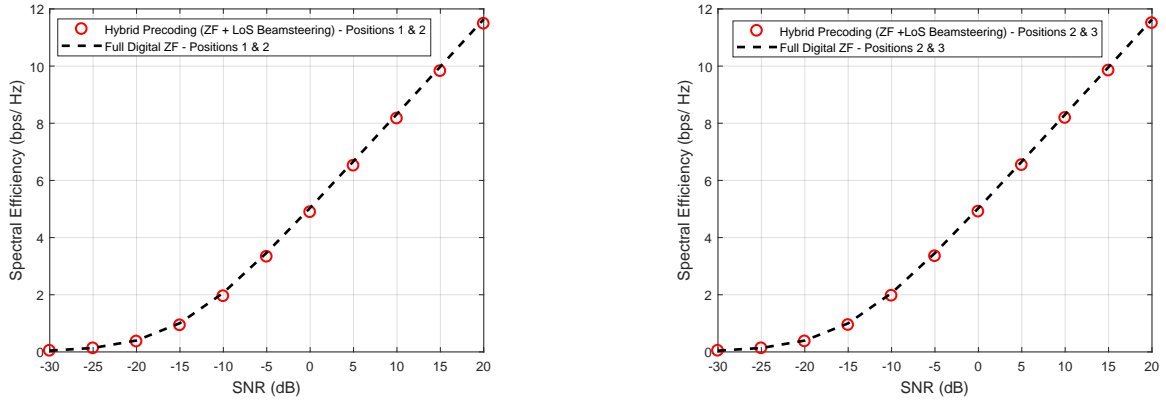 Hybrid Precoding (ZF + LoS Beamsteering) - Positions 1 & 2
Full Digital ZF - Positions 1 & 2
Spectral Efficiency (bps/ Hz)
12
10
8
6
4
2
0
-30 -25 -20 -15 -10 -5 0 5 10 15 20
SNR (dB)
Hybrid Precoding (ZF +LoS Beamsteering) - Positions 2 & 3
Full Digital ZF - Positions 2 & 3
Spectral Efficiency (bps/ Hz)
12
10
8
6
4
2
0
-30 -25 -20 -15 -10 -5 0 5 10 15 20
SNR (dB)